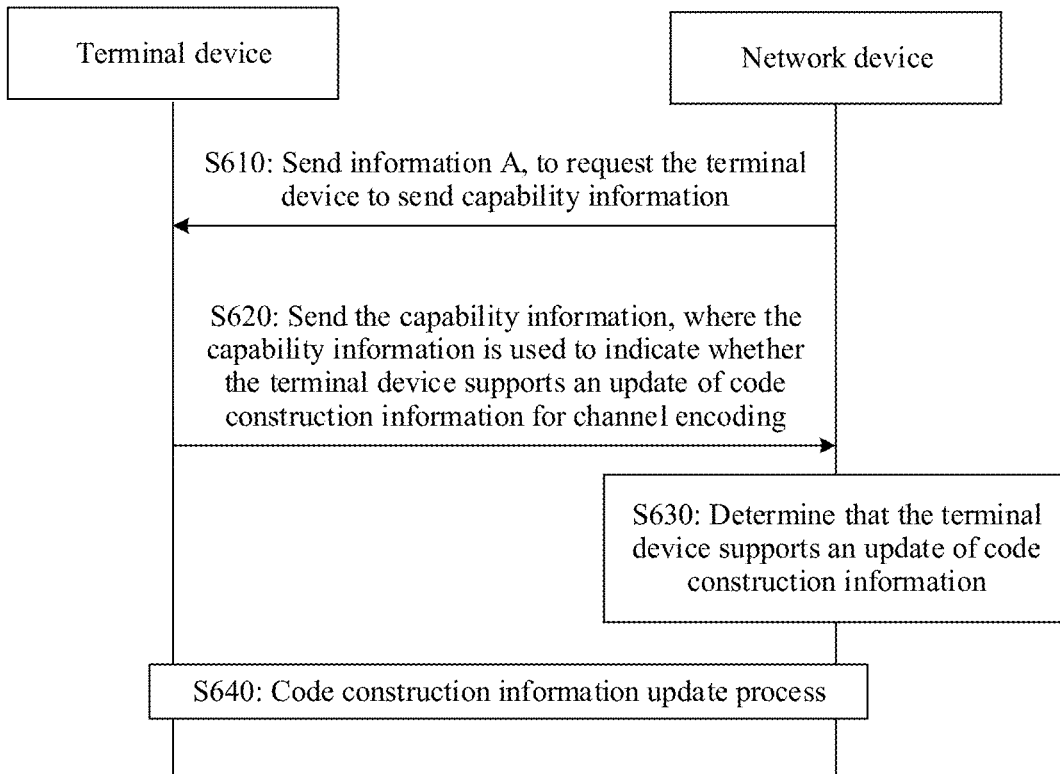 Terminal device
Network device
S610: Send information A, to request the terminal
device to send capability information
S620: Send the capability information, where the
capability information is used to indicate whether
the terminal device supports an update of code
construction information for channel encoding
S630: Determine that the terminal
device supports an update of code
construction information
S640: Code construction information update process